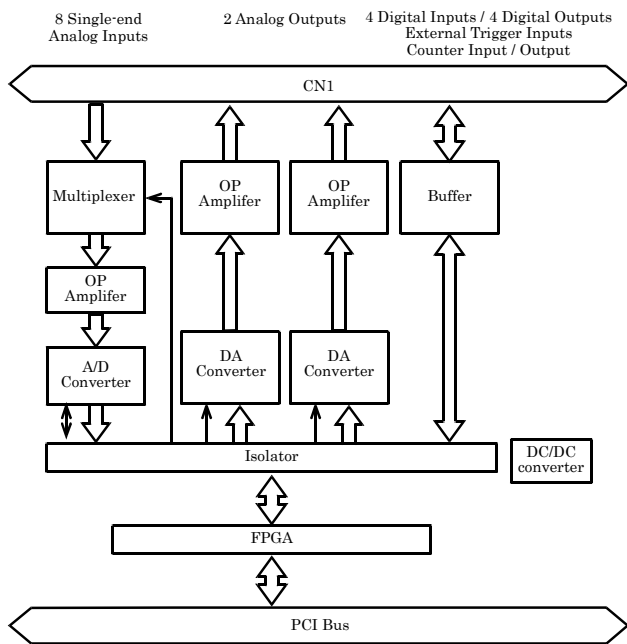 8 Single-end
Analog Inputs
2 Analog Outputs
4 Digital Inputs / 4 Digital Outputs
External Trigger Inputs
Counter Input / Output
CN1
Multiplexer
OP
Amplifer
OP
Amplifer
Buffer
OP
Amplifer
A/D
Converter
DA
Converter
DA
Converter
Isolator
DC/DC
converter
FPGA
PCI Bus